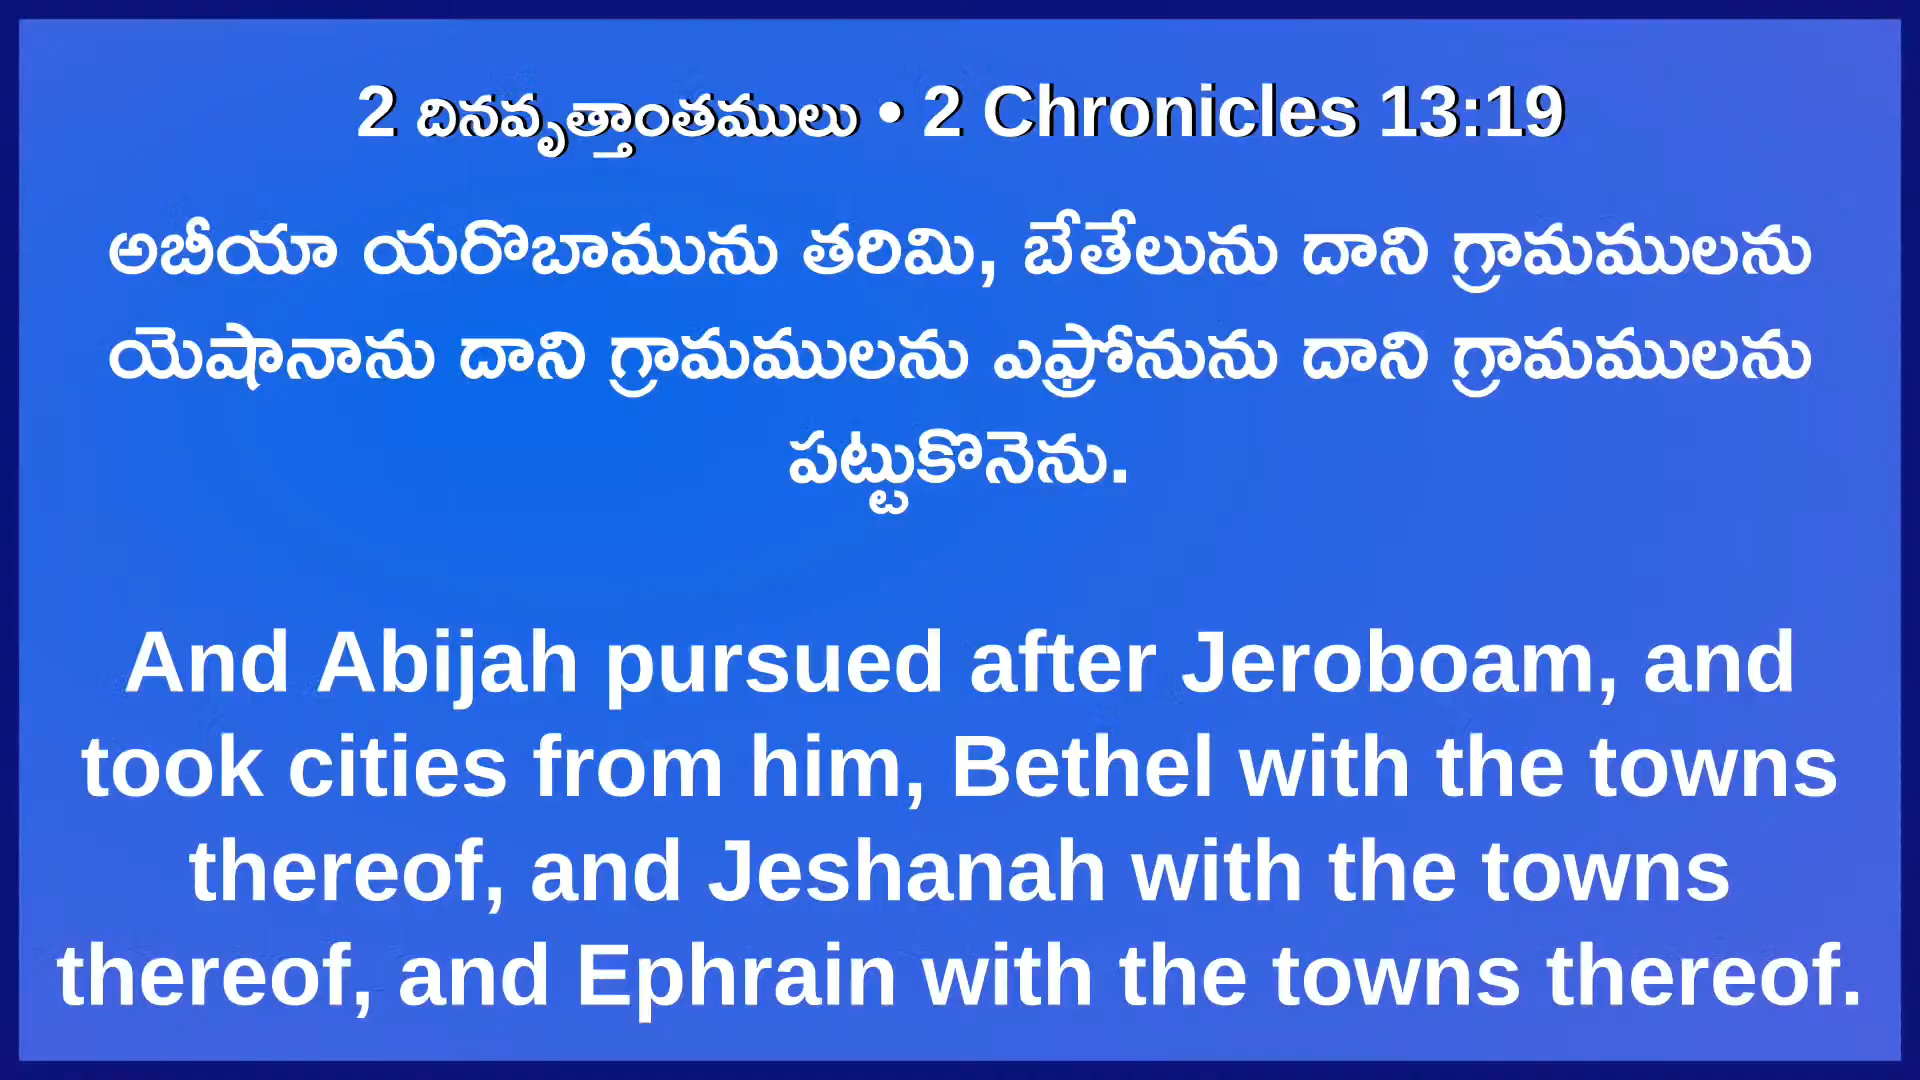 2 దినవృత్తాంతములు • 2 Chronicles 13:19
అబీయా యరొబామును తరిమి, బేతేలును దాని గ్రామములను
యెషానాను దాని గ్రామములను ఎఫ్రోనును దాని గ్రామములను
పట్టుకొనెను.
And Abijah pursued after Jeroboam, and
took cities from him, Bethel with the towns
thereof, and Jeshanah with the towns
thereof, and Ephrain with the towns thereof.